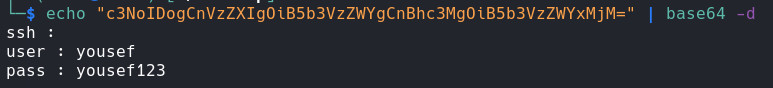 └─$ echo "c3NoIDogCnVzZXIgOiB5b3VzZWYgCnBhc3MgOiB5b3VzZWYxMjM=" | base64 -d
ssh :
user : yousef
pass : yousef123